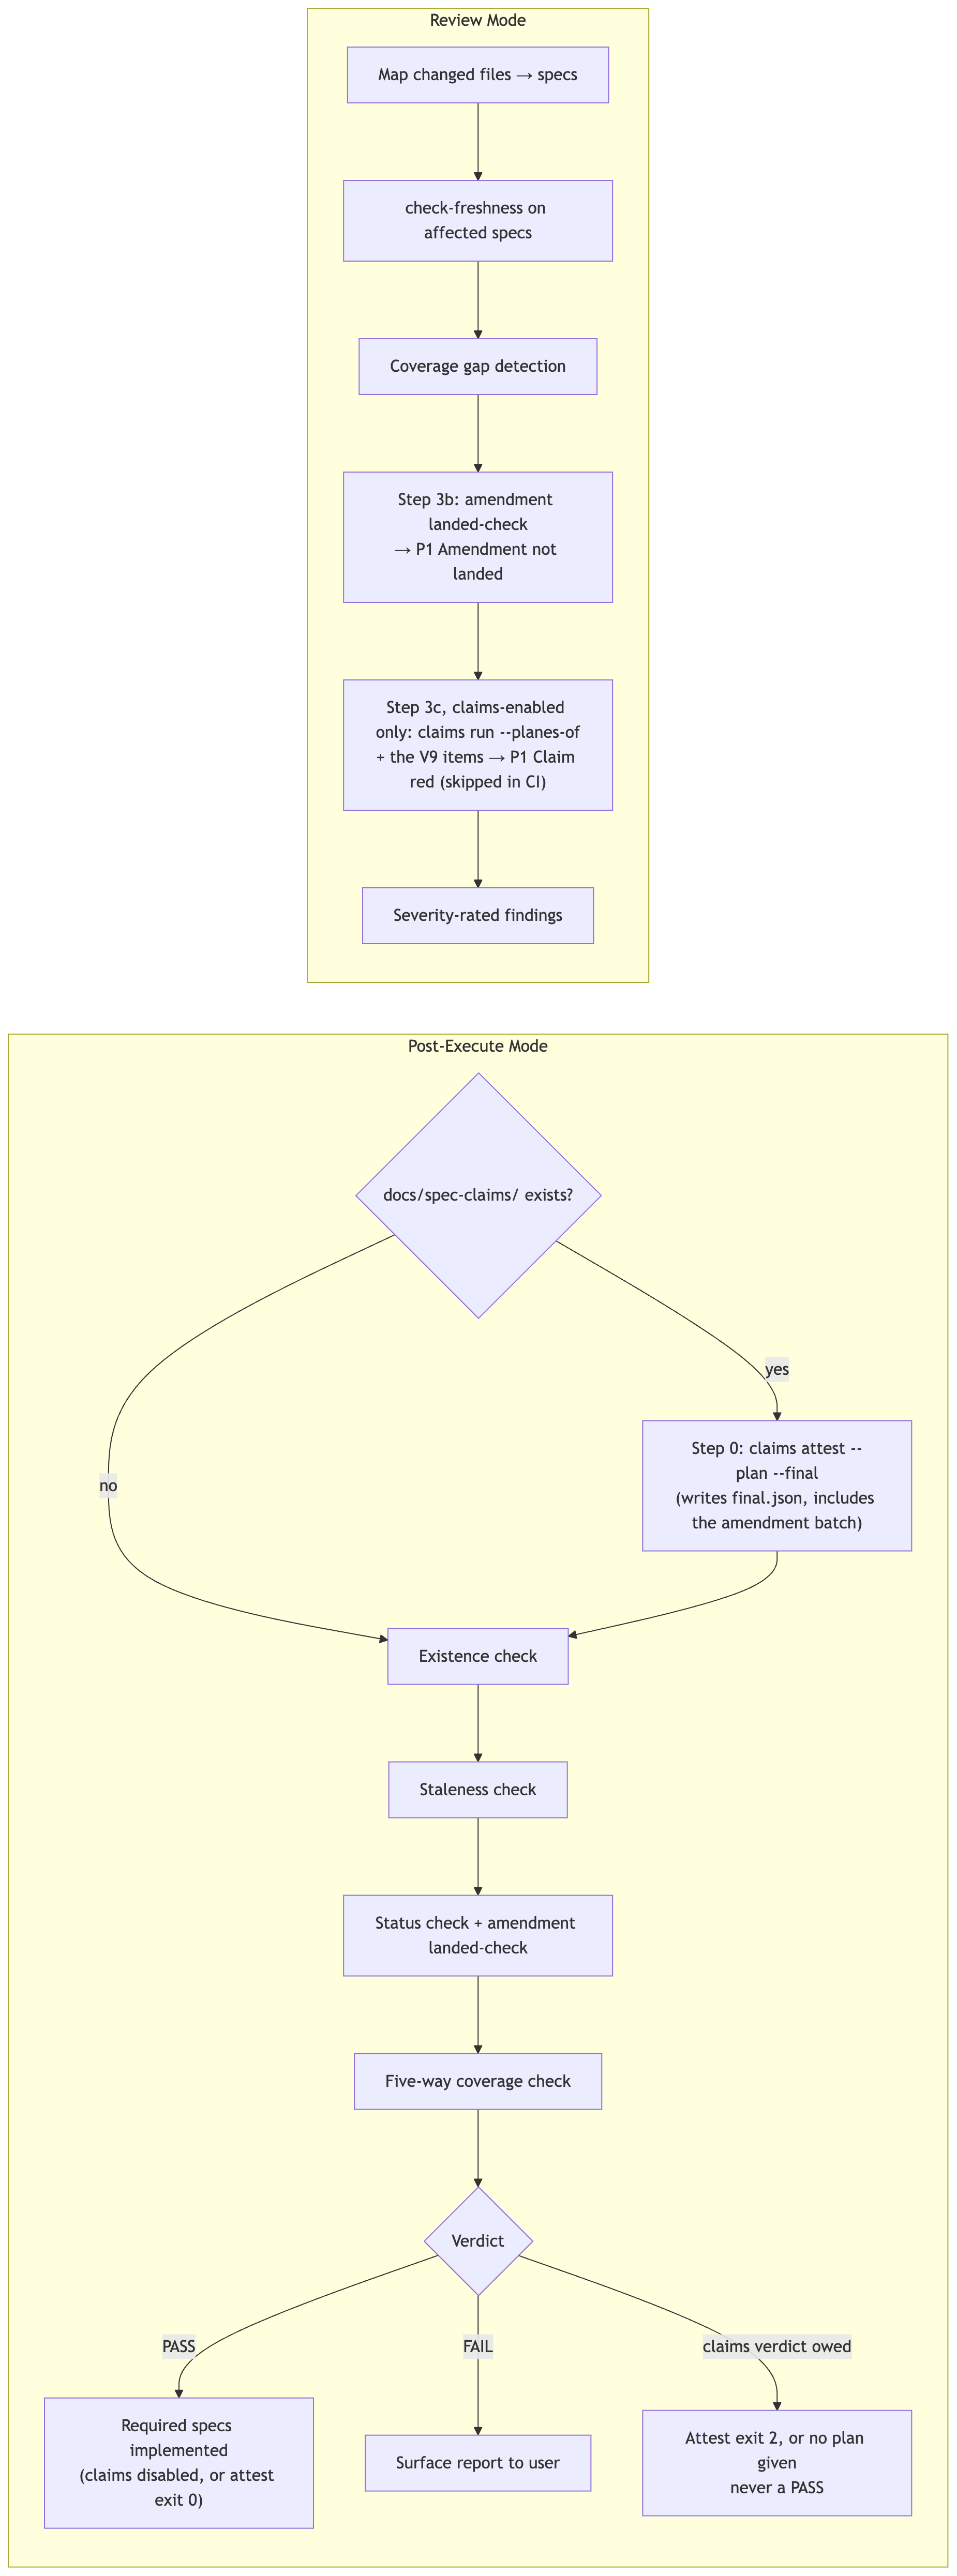 Review Mode
Map changed files → specs
check-freshness on
affected specs
Coverage gap detection
Step 3b: amendment
landed-check
→ P1 Amendment not
landed
Step 3c, claims-enabled
only: claims run --planes-of
+ the V9 items → P1 Claim
red (skipped in CI)
Severity-rated findings
Post-Execute Mode
docs/spec-claims/ exists?
yes
Step 0: claims attest --
plan --final
(writes final.json, includes
the amendment batch)
no
Existence check
Staleness check
Status check + amendment
landed-check
Five-way coverage check
Verdict
PASS
FAIL
claims verdict owed
Required specs
implemented
(claims disabled, or attest
exit 0)
Surface report to user
Attest exit 2, or no plan
given
never a PASS